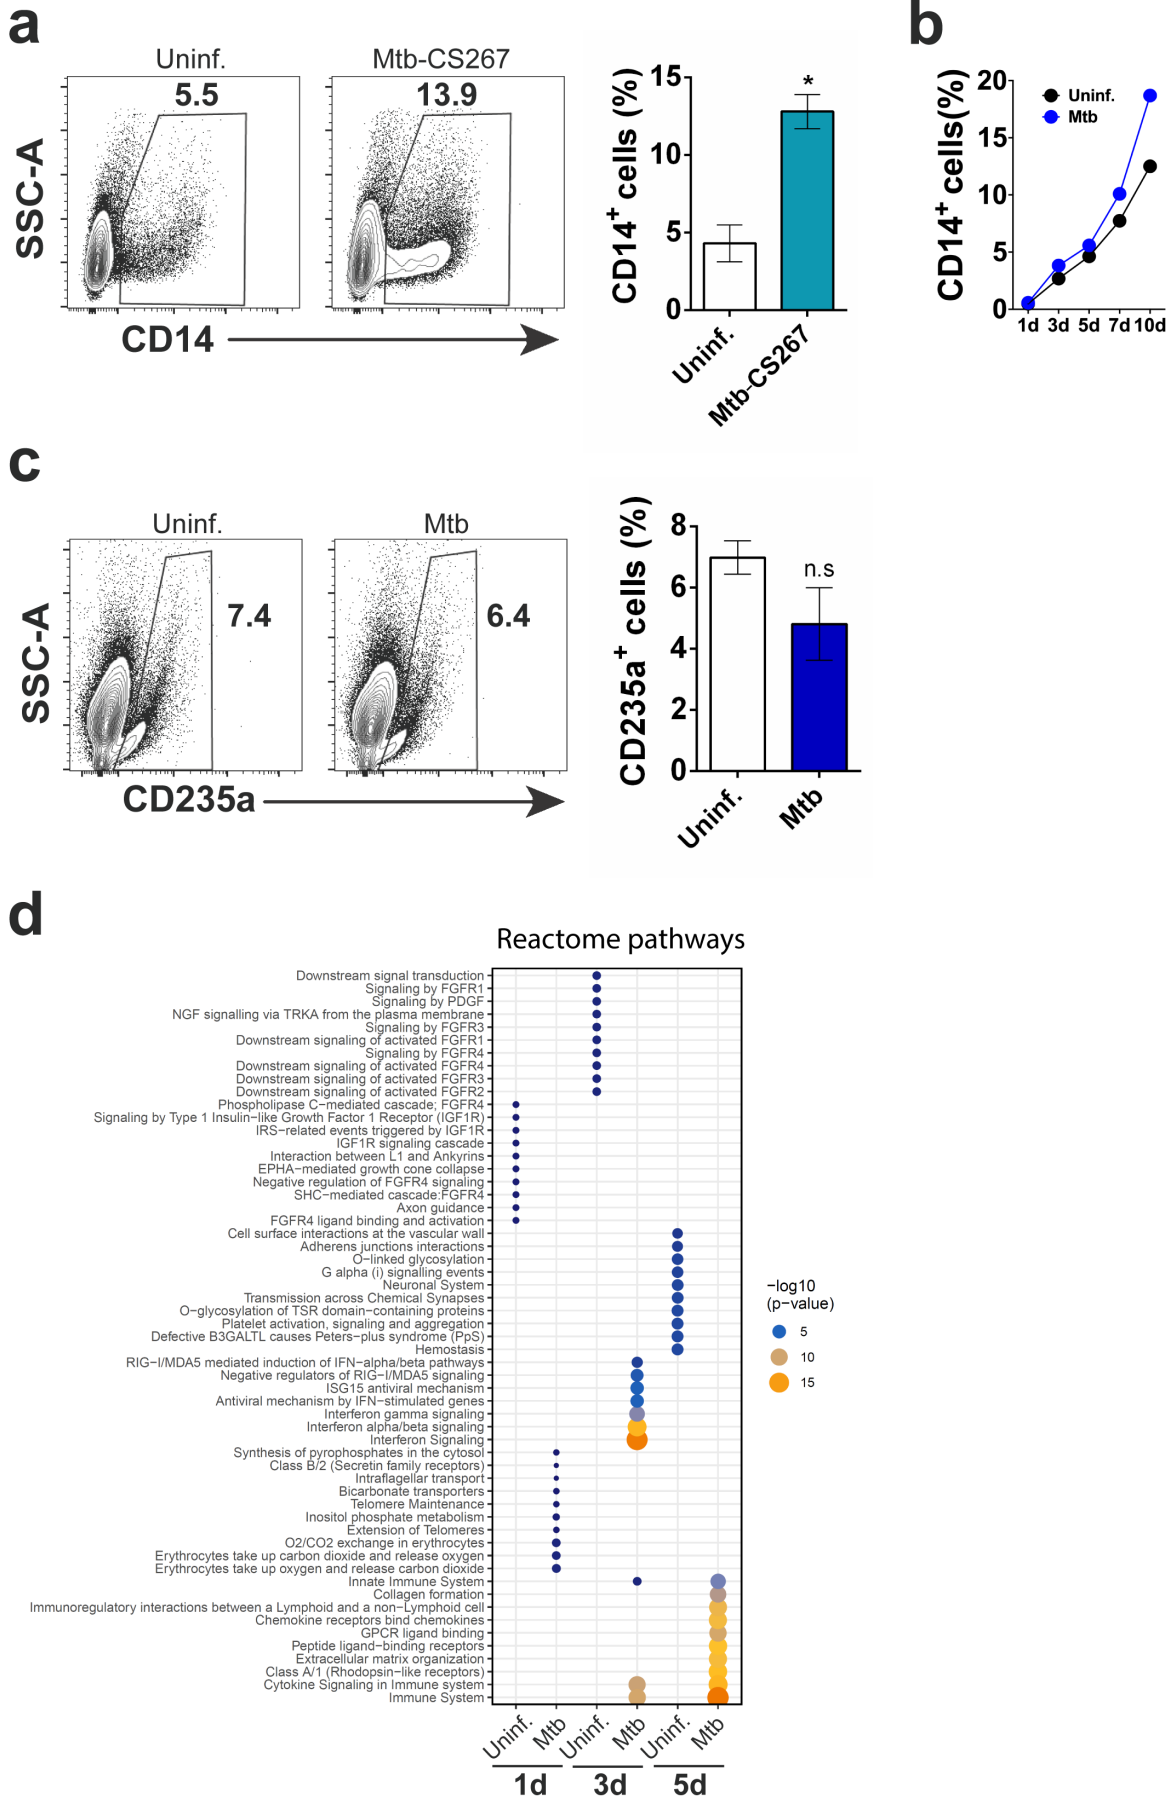 a
Uninf.
5.5
Mtb-CS267
13.9
SSC-A
CD14
CD14+ cells (%)
15
10
5
0
*
Uninf.
Mtb-CS267
b
CD14+ cells(%)
20
15
10
5
0
Uninf.
Mtb
1d 3d 5d 7d 10d
c
Uninf.
7.4
Mtb
6.4
SSC-A
CD235a
CD235a+ cells (%)
8
6
4
2
0
n.s
Uninf.
Mtb
d
Reactome pathways
Downstream signal transduction
Signaling by FGFR1
Signaling by PDGF
NGF signalling via TRKA from the plasma membrane
Signaling by FGFR3
Downstream signaling of activated FGFR1
Signaling by FGFR4
Downstream signaling of activated FGFR4
Downstream signaling of activated FGFR3
Downstream signaling of activated FGFR2
Phospholipase C−mediated cascade; FGFR4
Signaling by Type 1 Insulin−like Growth Factor 1 Receptor (IGF1R)
IRS−related events triggered by IGF1R
IGF1R signaling cascade
Interaction between L1 and Ankyrins
EPHA−mediated growth cone collapse
Negative regulation of FGFR4 signaling
SHC−mediated cascade:FGFR4
Axon guidance
FGFR4 ligand binding and activation
Cell surface interactions at the vascular wall
Adherens junctions interactions
O−linked glycosylation
G alpha (i) signalling events
Neuronal System
Transmission across Chemical Synapses
O−glycosylation of TSR domain−containing proteins
Platelet activation, signaling and aggregation
Defective B3GALTL causes Peters−plus syndrome (PpS)
Hemostasis
RIG−I/MDA5 mediated induction of IFN−alpha/beta pathways
Negative regulators of RIG−I/MDA5 signaling
ISG15 antiviral mechanism
Antiviral mechanism by IFN−stimulated genes
Interferon gamma signaling
Interferon alpha/beta signaling
Interferon Signaling
Synthesis of pyrophosphates in the cytosol
Class B/2 (Secretin family receptors)
Intraflagellar transport
Bicarbonate transporters
Telomere Maintenance
Inositol phosphate metabolism
Extension of Telomeres
O2/CO2 exchange in erythrocytes
Erythrocytes take up carbon dioxide and release oxygen
Erythrocytes take up oxygen and release carbon dioxide
Innate Immune System
Collagen formation
Immunoregulatory interactions between a Lymphoid and a non−Lymphoid cell
Chemokine receptors bind chemokines
GPCR ligand binding
Peptide ligand−binding receptors
Extracellular matrix organization
Class A/1 (Rhodopsin−like receptors)
Cytokine Signaling in Immune system
Immune System
−log10
(p−value)
5
10
15
Uninf. Mtb Uninf. Mtb Uninf. Mtb
1d 3d 5d